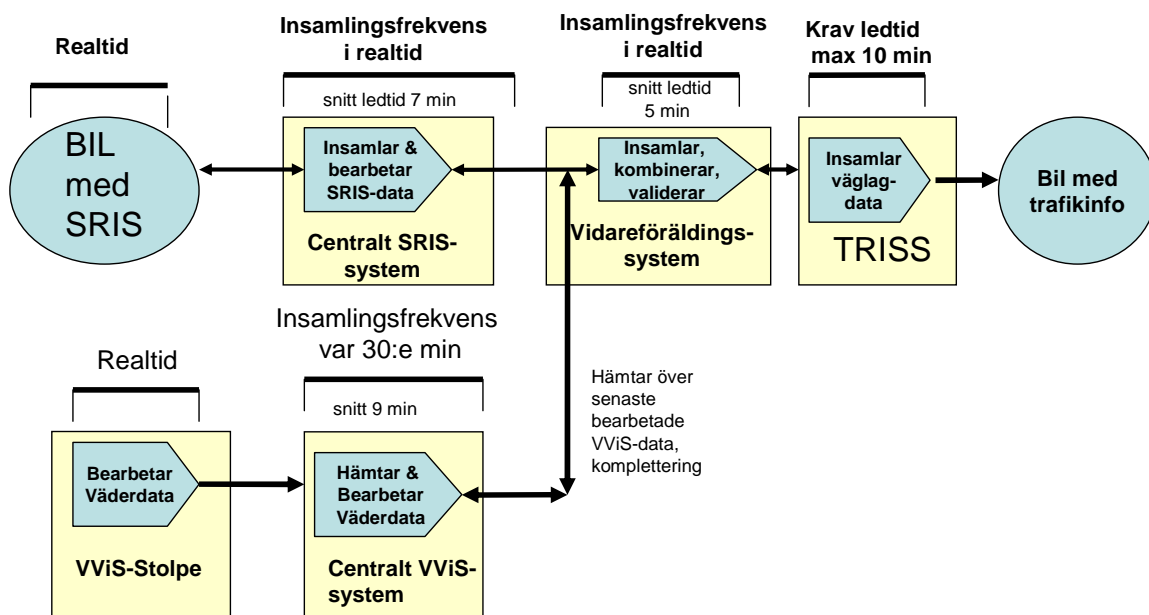 Realtid
Insamlingsfrekvens
i realtid
Insamlingsfrekvens
i realtid
Krav ledtid
max 10 min
snitt ledtid 7 min
snitt ledtid
5 min
BIL
med
SRIS
Insamlar &
bearbetar
SRIS-data
Centralt SRIS-
system
Insamlar,
kombinerar,
validerar
Vidareföräldings-
system
Insamlar
väglag-
data
TRISS
Bil med
trafikinfo
Realtid
Insamlingsfrekvens
var 30:e min
snitt 9 min
Bearbetar
Väderdata
VViS-Stolpe
Hämtar &
Bearbetar
Väderdata
Centralt VViS-
system
Hämtar över
senaste
bearbetade
VViS-data,
komplettering